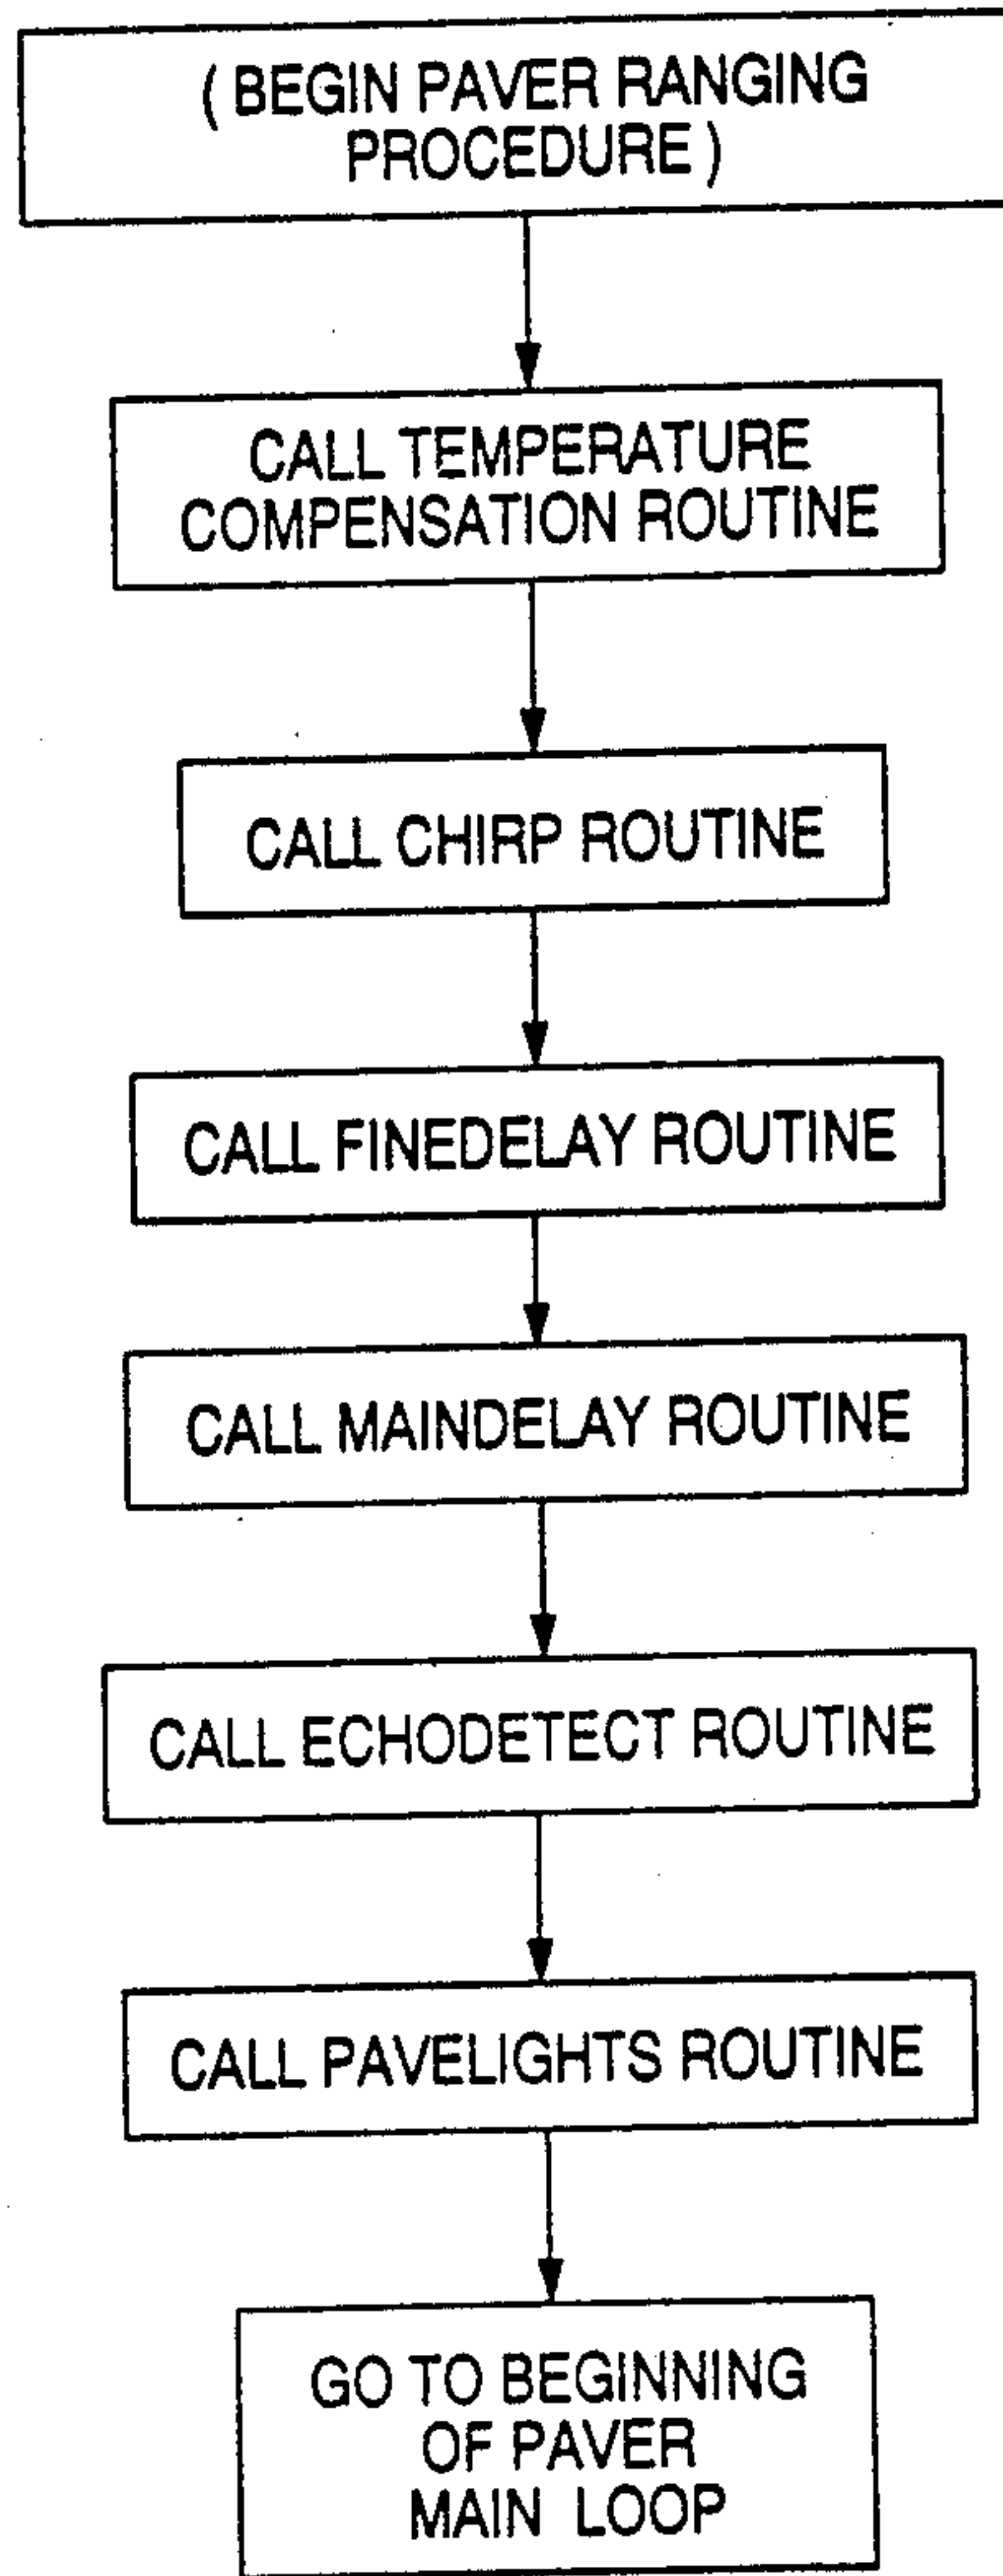 ( BEGIN PAVER RANGING
PROCEDURE )
CALL TEMPERATURE
COMPENSATION ROUTINE
CALL CHIRP ROUTINE
CALL FINEDELAY ROUTINE
CALL MAINDELAY ROUTINE
CALL ECHODETECT ROUTINE
CALL PAVELIGHTS ROUTINE
GO TO BEGINNING
OF PAVER
MAIN LOOP